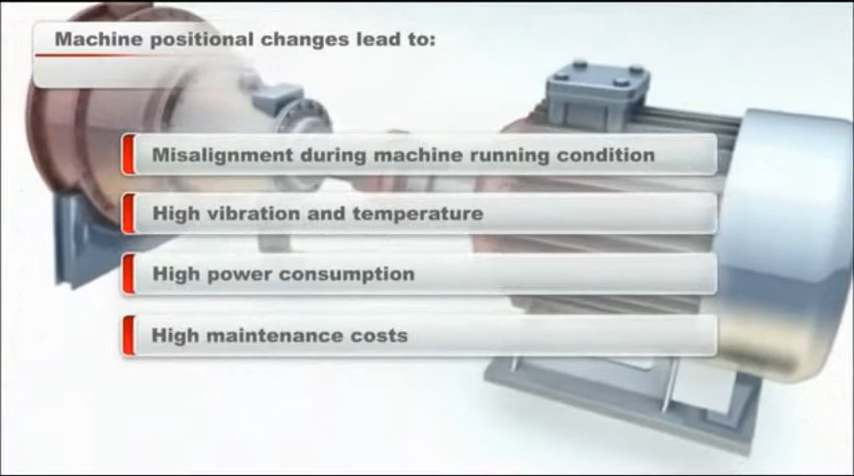 Machine positional changes lead to:
Misalignment during machine running condition
High vibration and temperature
High power consumption
High maintenance costs